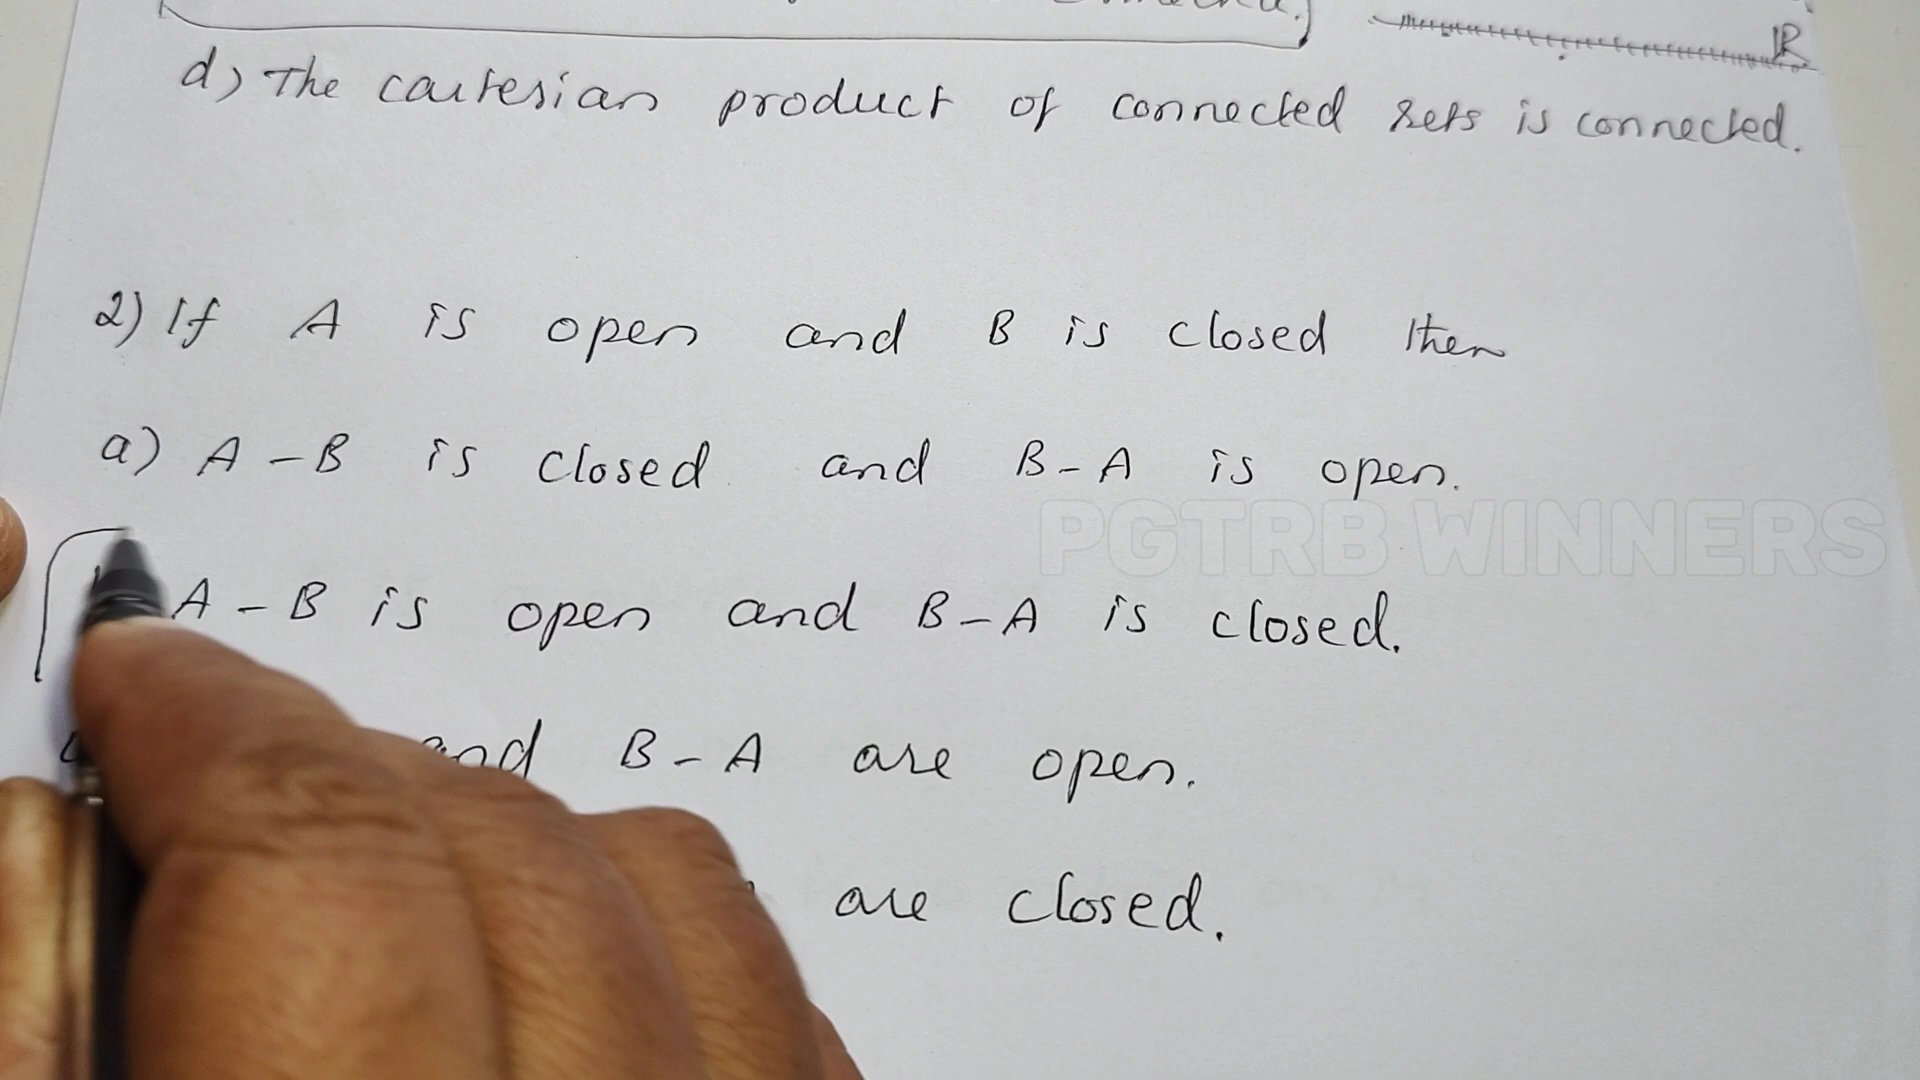 d) The cartesian product of connected sets is connected.
R
2) If A is open and B is closed then
a) A - B is closed and B - A is open.
PGTRB WINNERS
A - B is open and B - A is closed.
and B - A are open.
are closed.